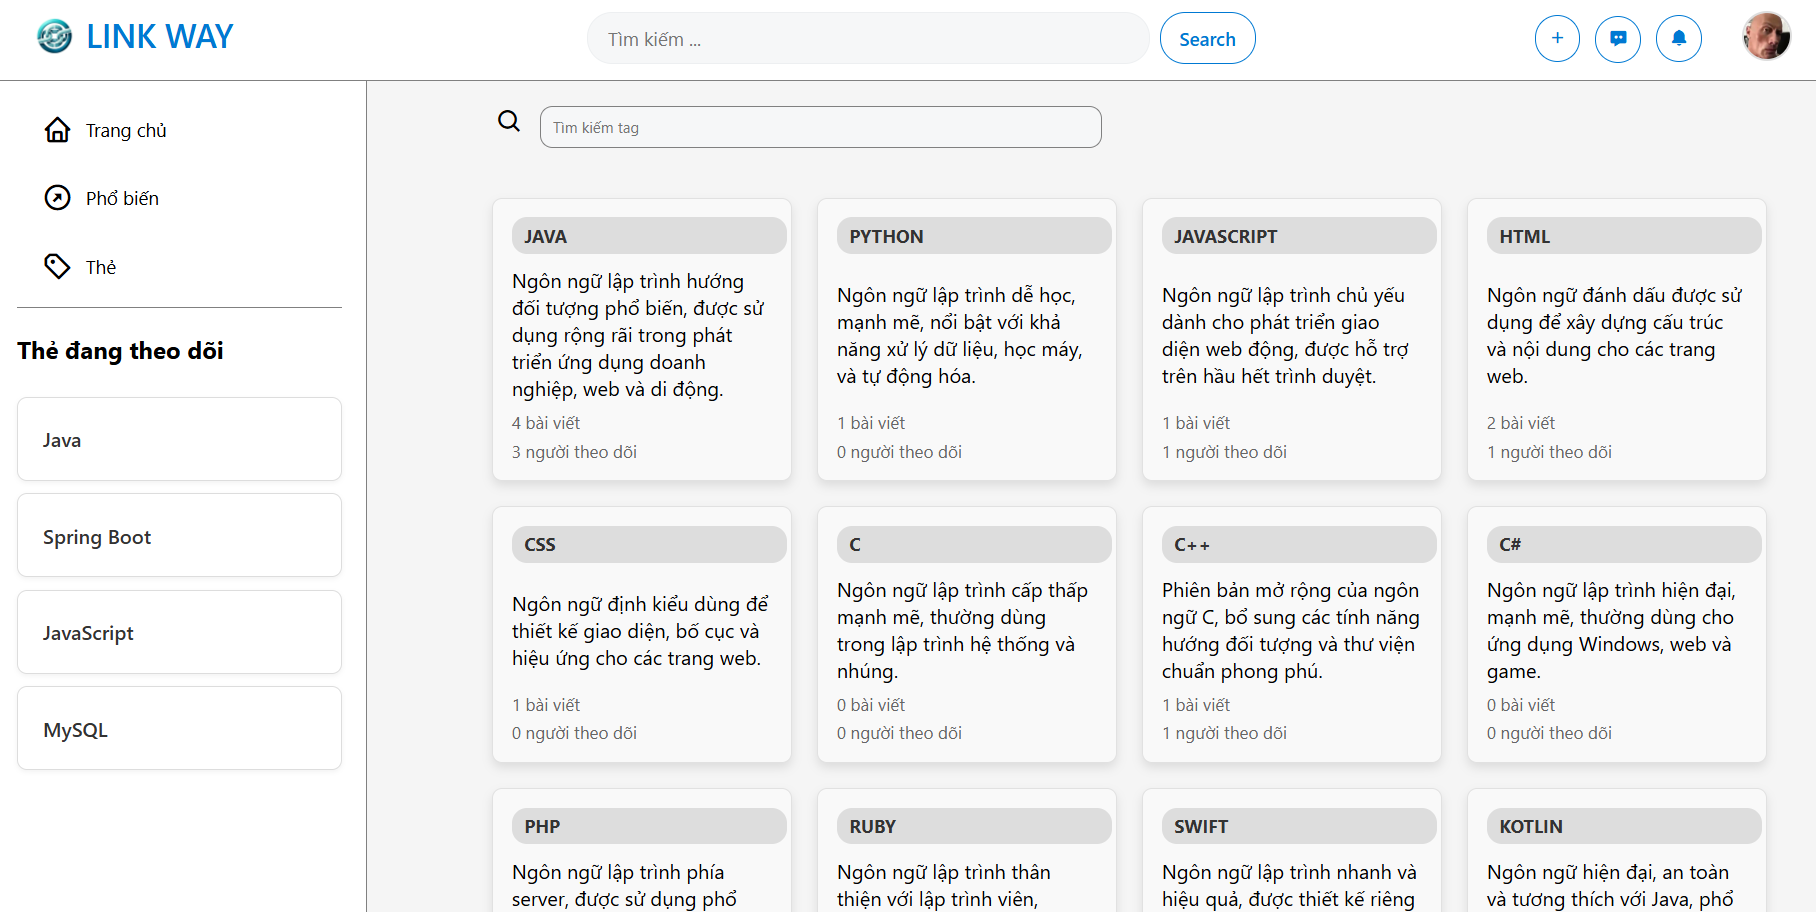 LINK WAY
Tìm kiếm ...
Search
Trang chủ
Phổ biến
Thẻ
Thẻ đang theo dõi
Java
Spring Boot
JavaScript
MySQL
Tìm kiếm tag
JAVA
Ngôn ngữ lập trình hướng
đối tượng phổ biến, được sử
dụng rộng rãi trong phát
triển ứng dụng doanh
nghiệp, web và di động.
4 bài viết
3 người theo dõi
PYTHON
Ngôn ngữ lập trình dễ học,
mạnh mẽ, nổi bật với khả
năng xử lý dữ liệu, học máy,
và tự động hóa.
1 bài viết
0 người theo dõi
JAVASCRIPT
Ngôn ngữ lập trình chủ yếu
dành cho phát triển giao
diện web động, được hỗ trợ
trên hầu hết trình duyệt.
1 bài viết
1 người theo dõi
HTML
Ngôn ngữ đánh dấu được sử
dụng để xây dựng cấu trúc
và nội dung cho các trang
web.
2 bài viết
1 người theo dõi
CSS
Ngôn ngữ định kiểu dùng để
thiết kế giao diện, bố cục và
hiệu ứng cho các trang web.
1 bài viết
0 người theo dõi
C
Ngôn ngữ lập trình cấp thấp
mạnh mẽ, thường dùng
trong lập trình hệ thống và
nhúng.
0 bài viết
0 người theo dõi
C++
Phiên bản mở rộng của ngôn
ngữ C, bổ sung các tính năng
hướng đối tượng và thư viện
chuẩn phong phú.
1 bài viết
1 người theo dõi
C#
Ngôn ngữ lập trình hiện đại,
mạnh mẽ, thường dùng cho
ứng dụng Windows, web và
game.
0 bài viết
0 người theo dõi
PHP
Ngôn ngữ lập trình phía
server, được sử dụng phổ
RUBY
Ngôn ngữ lập trình thân
thiện với lập trình viên,
SWIFT
Ngôn ngữ lập trình nhanh và
hiệu quả, được thiết kế riêng
KOTLIN
Ngôn ngữ hiện đại, an toàn
và tương thích với Java, phổ